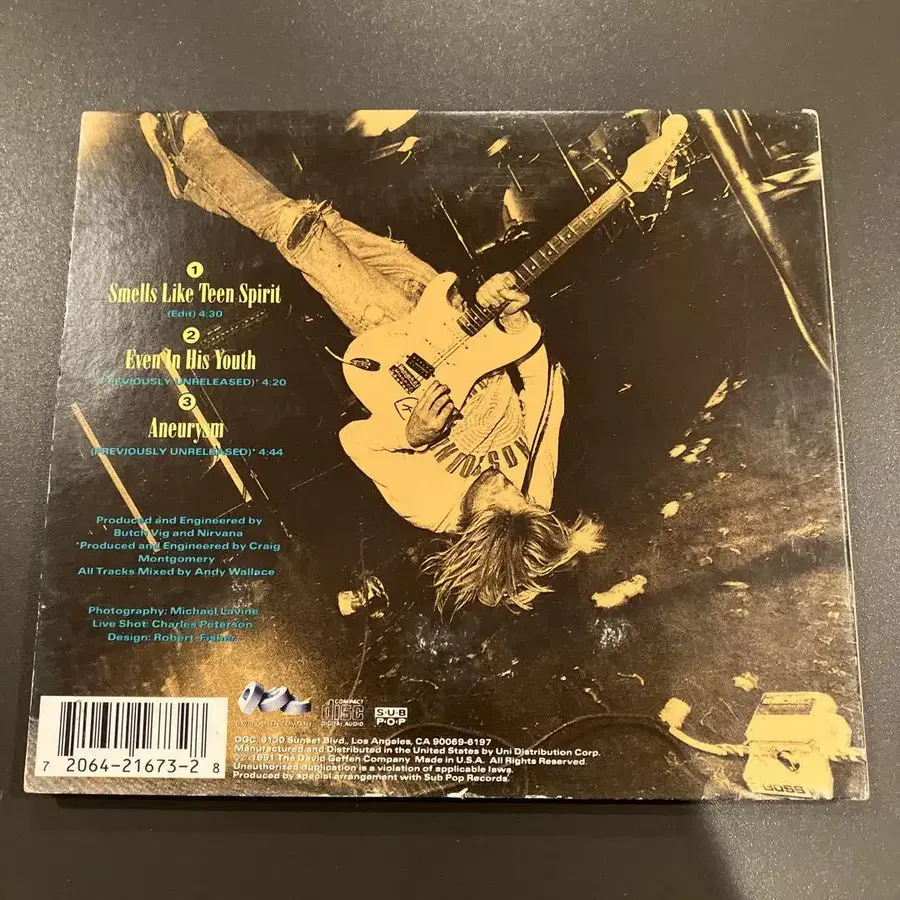 1
Smells Like Teen Spirit
(Edit) 4:30
2
Even In His Youth
(PREVIOUSLY UNRELEASED)* 4:20
3
Aneurysm
(PREVIOUSLY UNRELEASED)* 4:44
Produced and Engineered by
Butch Vig and Nirvana
*Produced and Engineered by Craig
Montgomery
All Tracks Mixed by Andy Wallace
Photography: Michael Lavine
Live Shot: Charles Peterson
Design: Robert Fisher
COMPACT
disc
DIGITAL AUDIO
SUB
POP
DGC, 9130 Sunset Blvd., Los Angeles, CA 90069-6197
Manufactured and Distributed in the United States by Uni Distribution Corp.
℗© 1991 The David Geffen Company Made in U.S.A. All Rights Reserved.
Unauthorized duplication is a violation of applicable laws.
Produced by special arrangement with Sub Pop Records.
7 2064-21673-2 8
BOSS